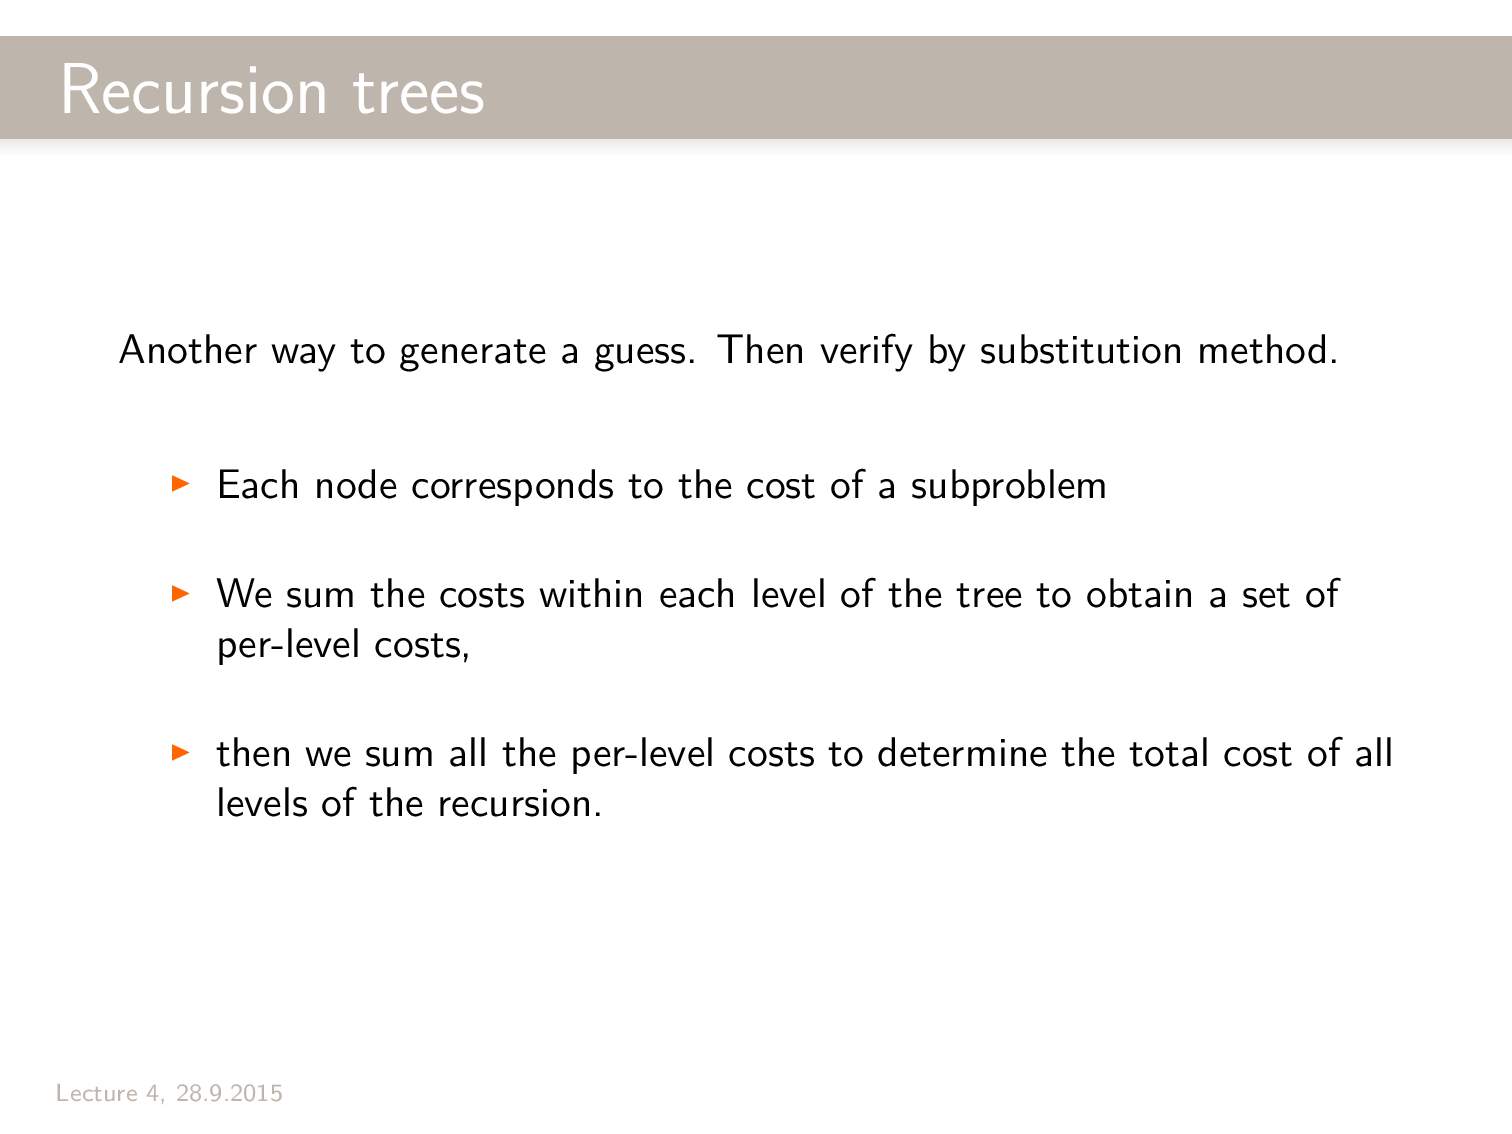 Recursion trees
Another way to generate a guess. Then verify by substitution method.
Each node corresponds to the cost of a subproblem
We sum the costs within each level of the tree to obtain a set of
per-level costs,
then we sum all the per-level costs to determine the total cost of all
levels of the recursion.
Lecture 4, 28.9.2015